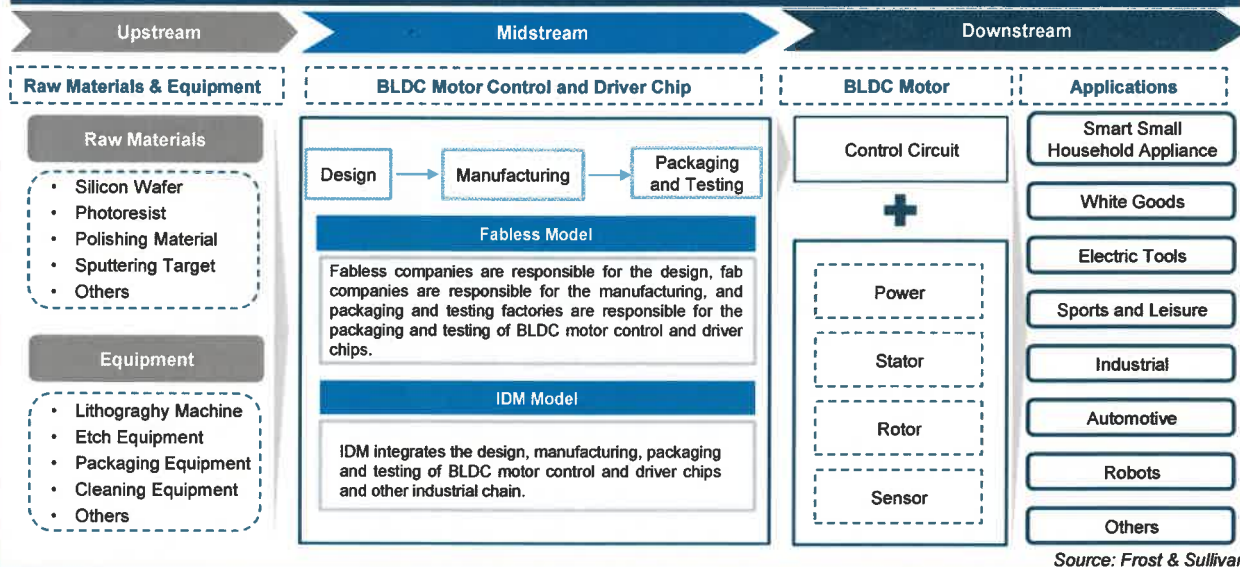 Upstream
Midstream
Downstream
Raw Materials & Equipment
BLDC Motor Control and Driver Chip
BLDC Motor
Applications
Raw Materials
• Silicon Wafer
• Photoresist
• Polishing Material
• Sputtering Target
• Others
Equipment
• Lithograghy Machine
• Etch Equipment
• Packaging Equipment
• Cleaning Equipment
• Others
Design
Manufacturing
Packaging
and Testing
Fabless Model
Fabless companies are responsible for the design, fab
companies are responsible for the manufacturing, and
packaging and testing factories are responsible for the
packaging and testing of BLDC motor control and driver
chips.
IDM Model
IDM integrates the design, manufacturing, packaging
and testing of BLDC motor control and driver chips
and other industrial chain.
Control Circuit
+
Power
Stator
Rotor
Sensor
Smart Small
Household Appliance
White Goods
Electric Tools
Sports and Leisure
Industrial
Automotive
Robots
Others
Source: Frost & Sullivan